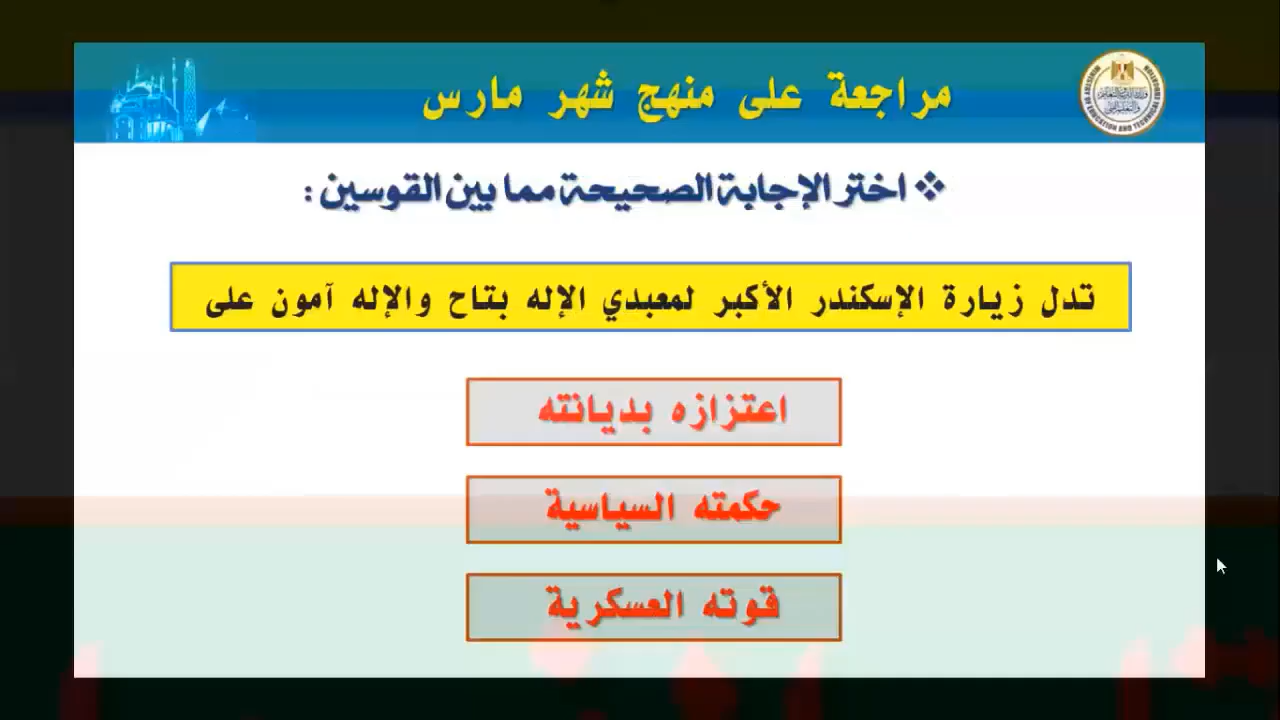 مراجعة على منهج شهر مارس
❖ اختر الإجابة الصحيحة مما بين القوسين :
تدل زيارة الإسكندر الأكبر لمعبدي الإله بتاح والإله آمون على
اعتزازه بديانته
حكمته السياسية
قوته العسكرية